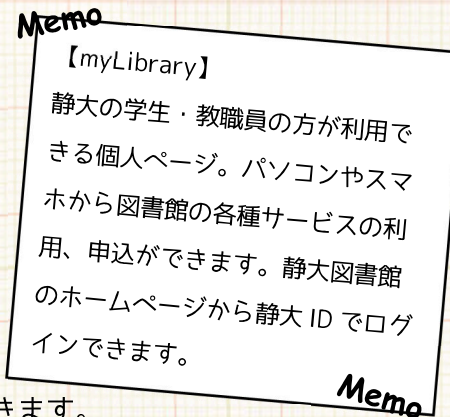 Memo
【myLibrary】
静大の学生・教職員の方が利用で
きる個人ページ。パソコンやスマ
ホから図書館の各種サービスの利
用、申込ができます。静大図書館
のホームページから静大 ID でログ
インできます。
Memo
きます。